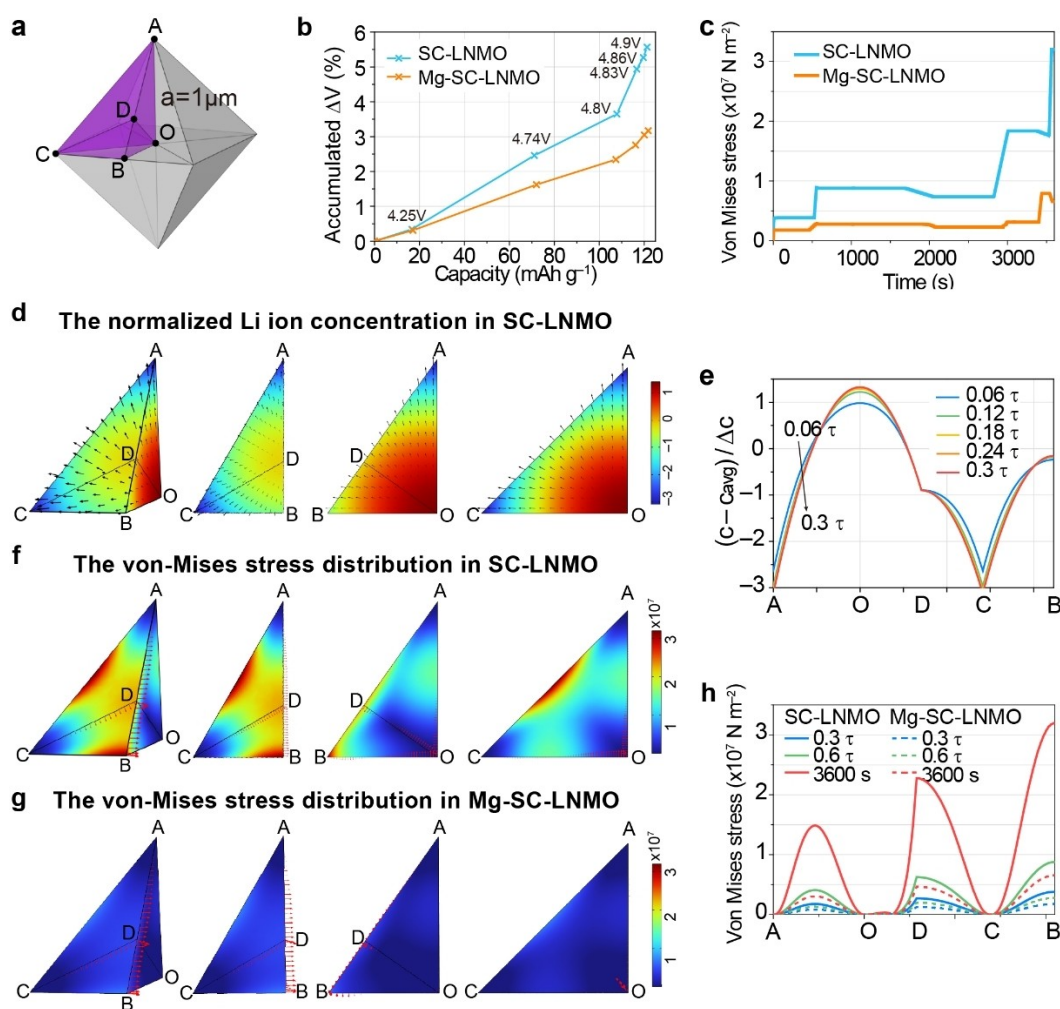 a
A
a=1μm
D
O
C
B
b
Accumulated ΔV (%)
6
5
4
3
2
1
0
SC-LNMO
Mg-SC-LNMO
4.9V
4.86V
4.83V
4.8V
4.74V
4.25V
0 20 40 60 80 100 120
Capacity (mAh g⁻¹)
c
Von Mises stress (x10⁷ N m⁻²)
3
2
1
0
SC-LNMO
Mg-SC-LNMO
0 1000 2000 3000
Time (s)
d The normalized Li ion concentration in SC-LNMO
A A A A
D D D
C B O C B B O C O
1
0
−1
−2
−3
e
(c− Cavg) / Δc
1
0
−1
−2
−3
0.06 τ
0.3 τ
0.06 τ
0.12 τ
0.18 τ
0.24 τ
0.3 τ
A O D C B
f The von-Mises stress distribution in SC-LNMO
A A A A
D D D
C B O C B B O C O
x10⁷
3
2
1
g The von-Mises stress distribution in Mg-SC-LNMO
A A A A
D D D
C B O C B B O C O
x10⁷
3
2
1
h
Von Mises stress (x10⁷ N m⁻²)
3
2
1
0
SC-LNMO Mg-SC-LNMO
0.3 τ 0.3 τ
0.6 τ 0.6 τ
3600 s 3600 s
A O D C B